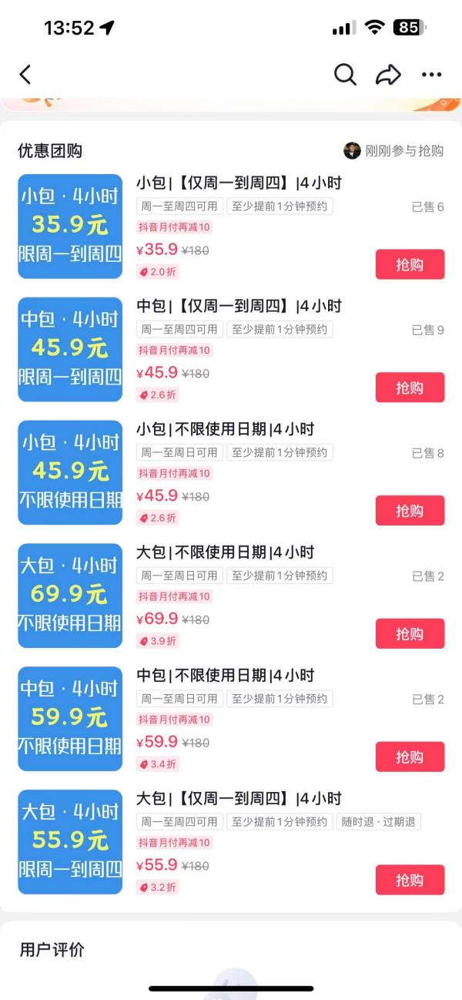 13:52
85
优惠团购
刚刚参与抢购
小包·4小时
35.9元
限周一到周四
小包|【仅周一到周四】|4小时
周一至周四可用 至少提前1分钟预约
已售6
抖音月付再减10
¥35.9 ¥180
2.0折
抢购
中包·4小时
45.9元
限周一到周四
中包|【仅周一到周四】|4小时
周一至周四可用 至少提前1分钟预约
已售9
抖音月付再减10
¥45.9 ¥180
2.6折
抢购
小包·4小时
45.9元
不限使用日期
小包|不限使用日期|4小时
周一至周日可用 至少提前1分钟预约
已售8
抖音月付再减10
¥45.9 ¥180
2.6折
抢购
大包·4小时
69.9元
不限使用日期
大包|不限使用日期|4小时
周一至周日可用 至少提前1分钟预约
已售2
抖音月付再减10
¥69.9 ¥180
3.9折
抢购
中包·4小时
59.9元
不限使用日期
中包|不限使用日期|4小时
周一至周日可用 至少提前1分钟预约
已售2
抖音月付再减10
¥59.9 ¥180
3.4折
抢购
大包·4小时
55.9元
限周一到周四
大包|【仅周一到周四】|4小时
周一至周四可用 至少提前1分钟预约 随时退·过期退
抖音月付再减10
¥55.9 ¥180
3.2折
抢购
用户评价